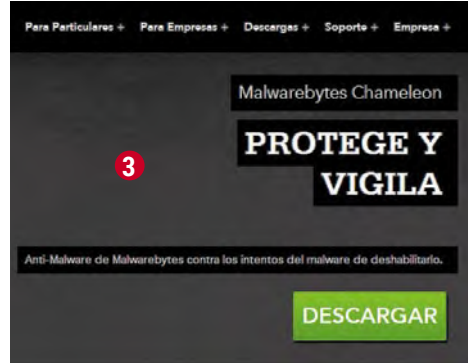 Para Particulares + Para Empresas + Descargas + Soporte + Empresa +
Malwarebytes Chameleon
PROTEGE Y
VIGILA
3
Anti-Malware de Malwarebytes contra los intentos del malware de deshabilitarlo.
DESCARGAR